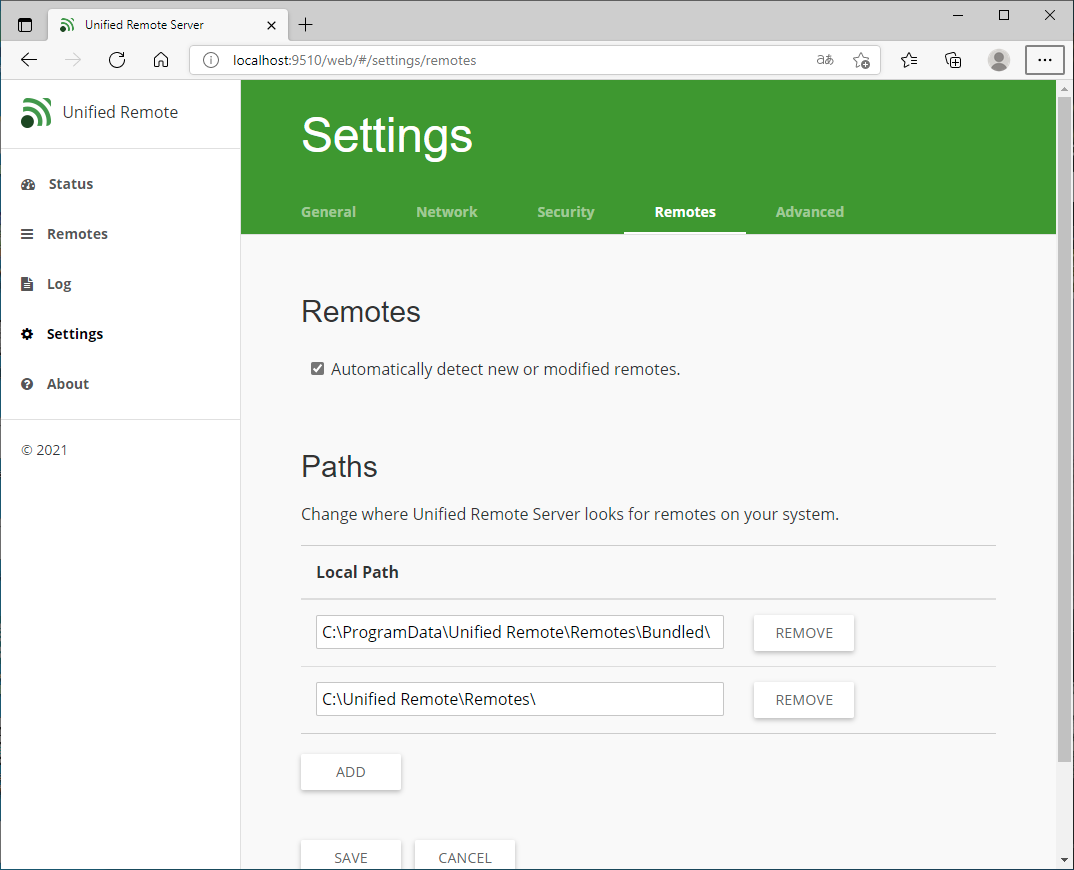 Unified Remote Server
localhost:9510/web/#/settings/remotes
aあ
Unified Remote
Status
Remotes
Log
Settings
About
© 2021
Settings
General Network Security Remotes Advanced
Remotes
Automatically detect new or modified remotes.
Paths
Change where Unified Remote Server looks for remotes on your system.
Local Path
C:\ProgramData\Unified Remote\Remotes\Bundled\ REMOVE
C:\Unified Remote\Remotes\ REMOVE
ADD
SAVE CANCEL